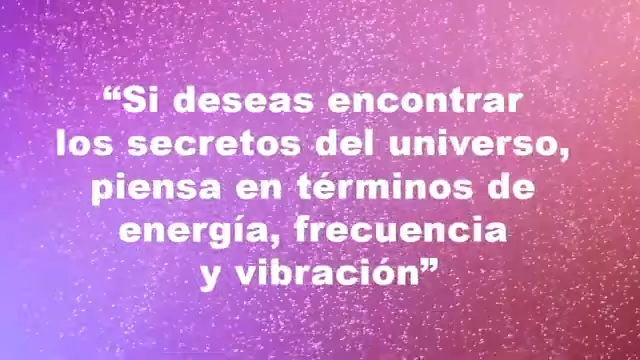 “Si deseas encontrar
los secretos del universo,
piensa en términos de
energía, frecuencia
y vibración”